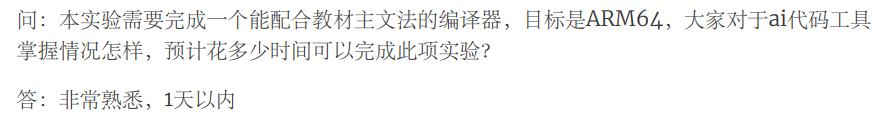 问：本实验需要完成一个能配合教材主文法的编译器，目标是ARM64，大家对于ai代码工具
掌握情况怎样，预计花多少时间可以完成此项实验？
答：非常熟悉，1天以内